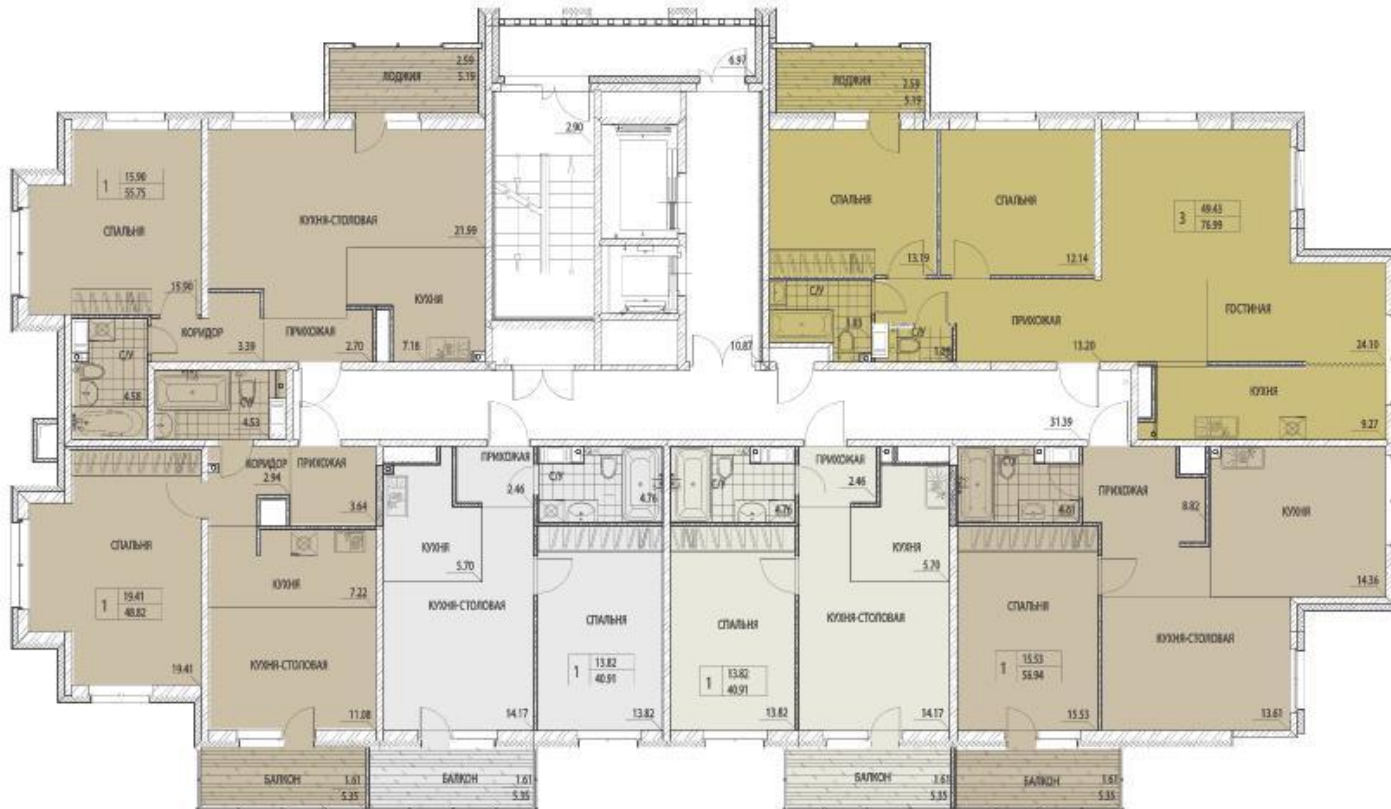 6.97
ЛОДЖИЯ
2.59
5.19
ЛОДЖИЯ
2.59
5.19
2.90
1
15.90
55.75
СПАЛЬНЯ
15.90
КУХНЯ-СТОЛОВАЯ
21.99
КУХНЯ
7.18
КОРИДОР
3.39
ПРИХОЖАЯ
2.70
С/У
4.58
С/У
4.53
10.87
31.39
СПАЛЬНЯ
13.19
СПАЛЬНЯ
12.14
3
49.43
76.99
ГОСТИНАЯ
24.10
С/У
3.83
С/У
ПРИХОЖАЯ
13.20
КУХНЯ
9.27
КОРИДОР
2.94
ПРИХОЖАЯ
3.64
СПАЛЬНЯ
1
19.41
48.82
19.41
КУХНЯ
7.22
КУХНЯ-СТОЛОВАЯ
11.08
БАЛКОН
1.61
5.35
ПРИХОЖАЯ
2.46
С/У
4.76
КУХНЯ
5.70
КУХНЯ-СТОЛОВАЯ
14.17
СПАЛЬНЯ
1
13.82
40.91
13.82
БАЛКОН
1.61
5.35
С/У
4.76
ПРИХОЖАЯ
2.46
КУХНЯ
5.70
КУХНЯ-СТОЛОВАЯ
14.17
СПАЛЬНЯ
1
13.82
40.91
13.82
БАЛКОН
1.61
5.35
С/У
4.61
ПРИХОЖАЯ
8.82
КУХНЯ
14.36
СПАЛЬНЯ
1
15.53
56.94
15.53
КУХНЯ-СТОЛОВАЯ
13.61
БАЛКОН
1.61
5.35